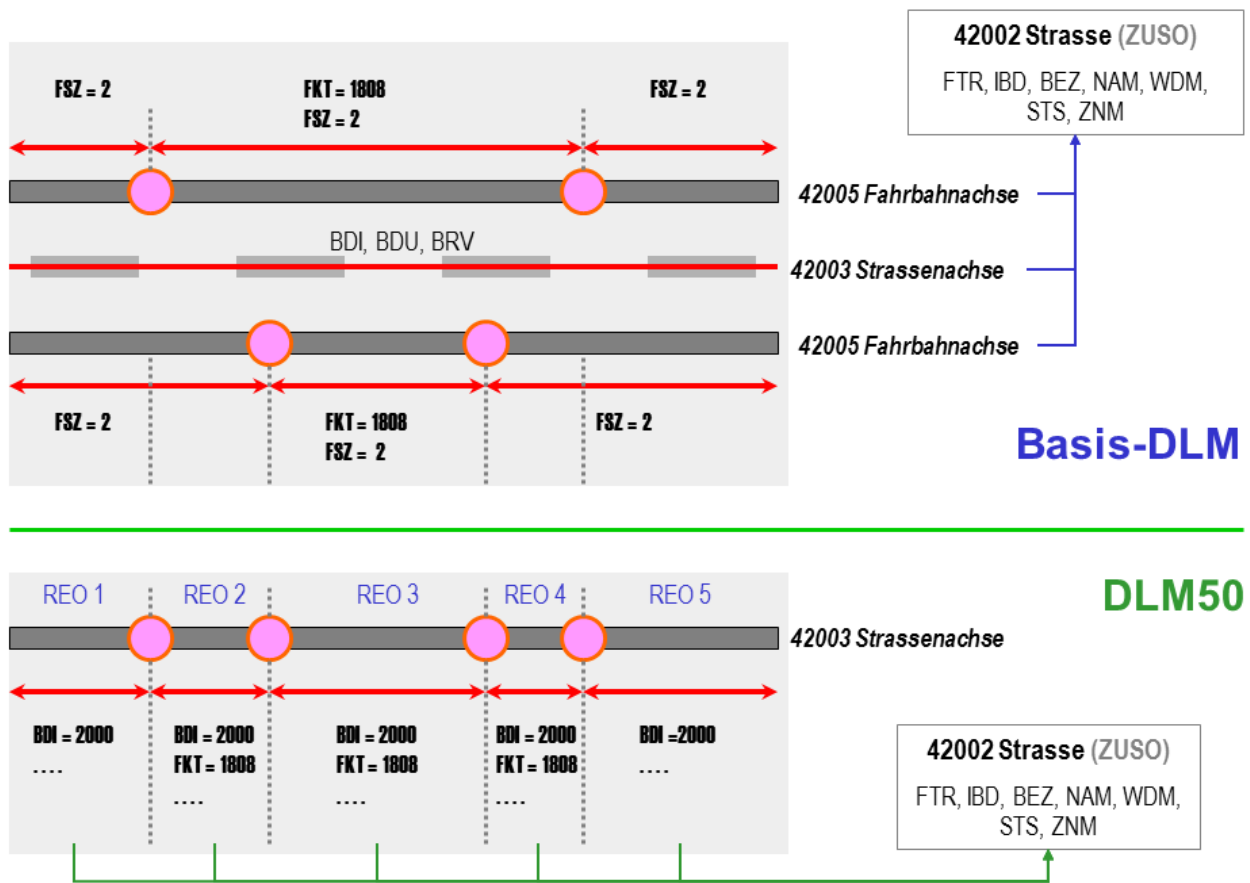 42002 Strasse (ZUSO)
FTR, IBD, BEZ, NAM, WDM,
STS, ZNM
FSZ = 2
FKT = 1808
FSZ = 2
FSZ = 2
42005 Fahrbahnachse
BDI, BDU, BRV
42003 Strassenachse
42005 Fahrbahnachse
FSZ = 2
FKT = 1808
FSZ = 2
FSZ = 2
Basis-DLM
REO 1
REO 2
REO 3
REO 4
REO 5
DLM50
42003 Strassenachse
BDI = 2000
....
BDI = 2000
FKT = 1808
....
BDI = 2000
FKT = 1808
....
BDI = 2000
FKT = 1808
....
BDI =2000
....
42002 Strasse (ZUSO)
FTR, IBD, BEZ, NAM, WDM,
STS, ZNM